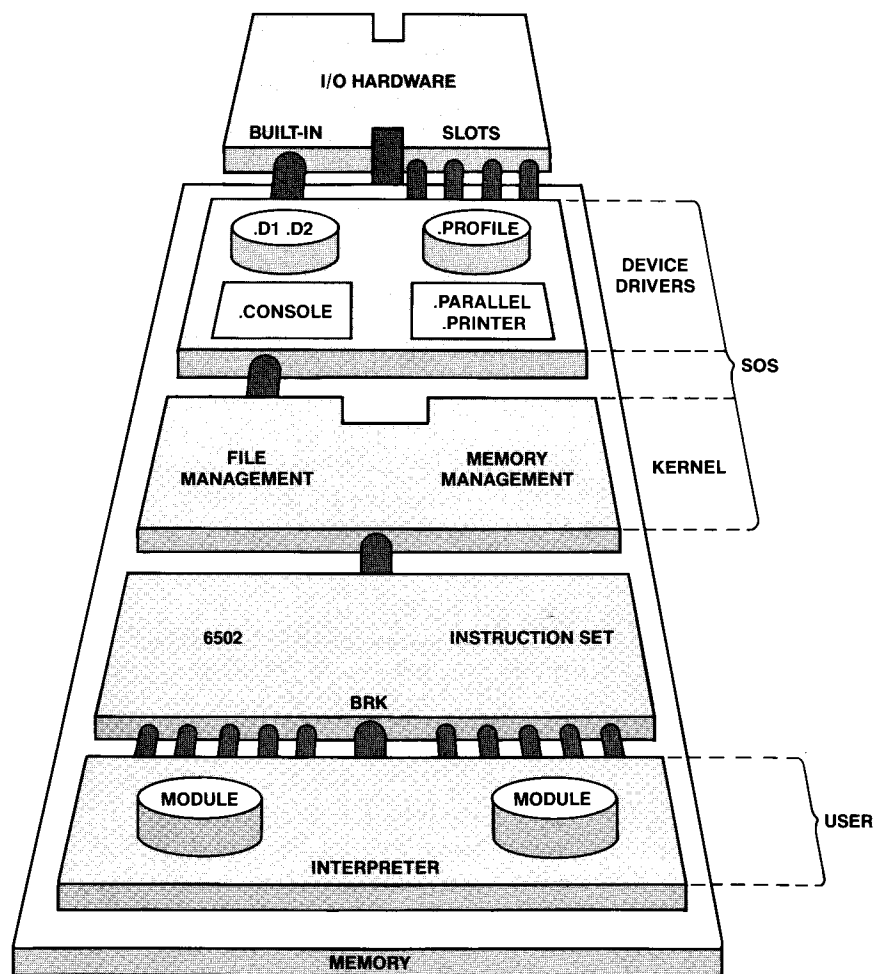 I/O HARDWARE
BUILT-IN
SLOTS
.D1 .D2
.PROFILE
.CONSOLE
.PARALLEL
.PRINTER
DEVICE
DRIVERS
SOS
FILE
MANAGEMENT
MEMORY
MANAGEMENT
KERNEL
6502
INSTRUCTION SET
BRK
MODULE
MODULE
INTERPRETER
USER
MEMORY